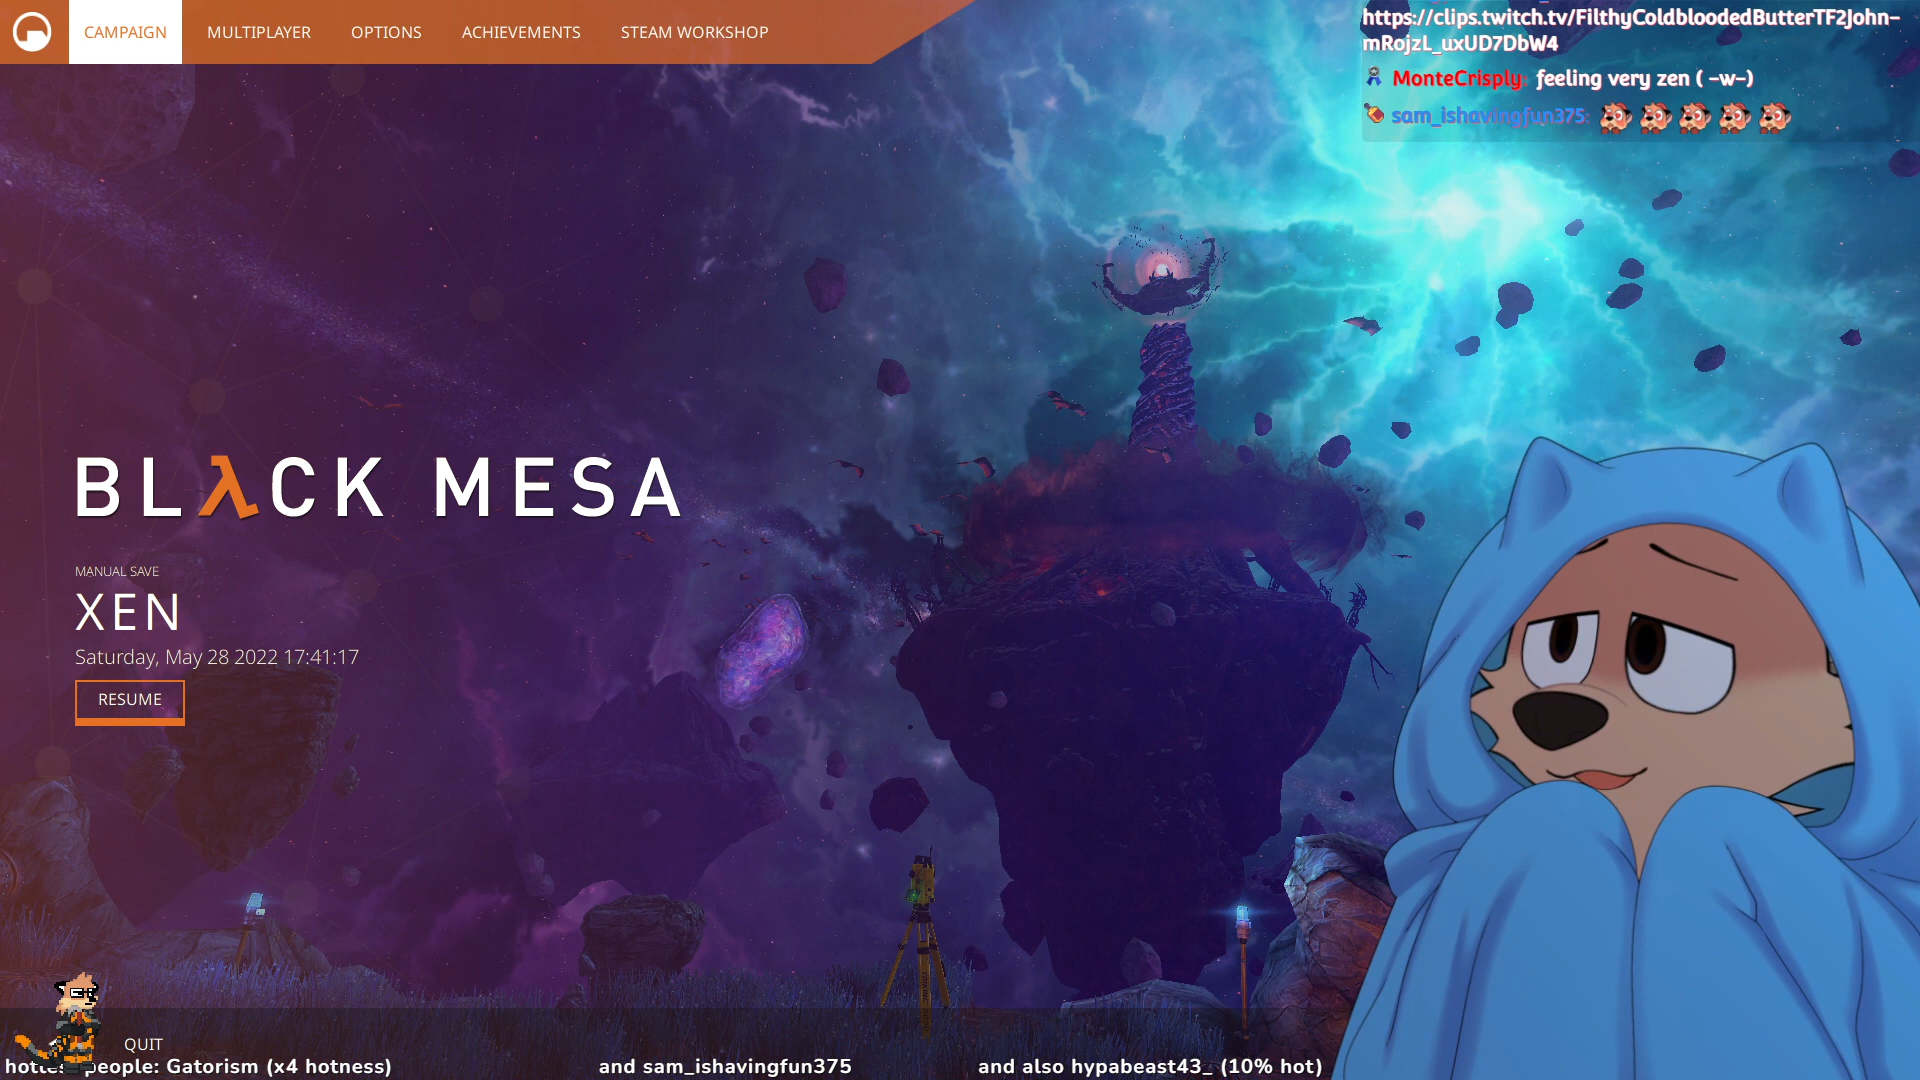 CAMPAIGN
MULTIPLAYER
OPTIONS
ACHIEVEMENTS
STEAM WORKSHOP
https://clips.twitch.tv/FilthyColdbloodedButterTF2John-
mRojzL_uxUD7DbW4
MonteCrisply: feeling very zen ( -w-)
sam_ishavingfun375:
BLλCK MESA
MANUAL SAVE
XEN
Saturday, May 28 2022 17:41:17
RESUME
QUIT
people: Gatorism (x4 hotness)
and sam_ishavingfun375
and also hypabeast43_ (10% hot)